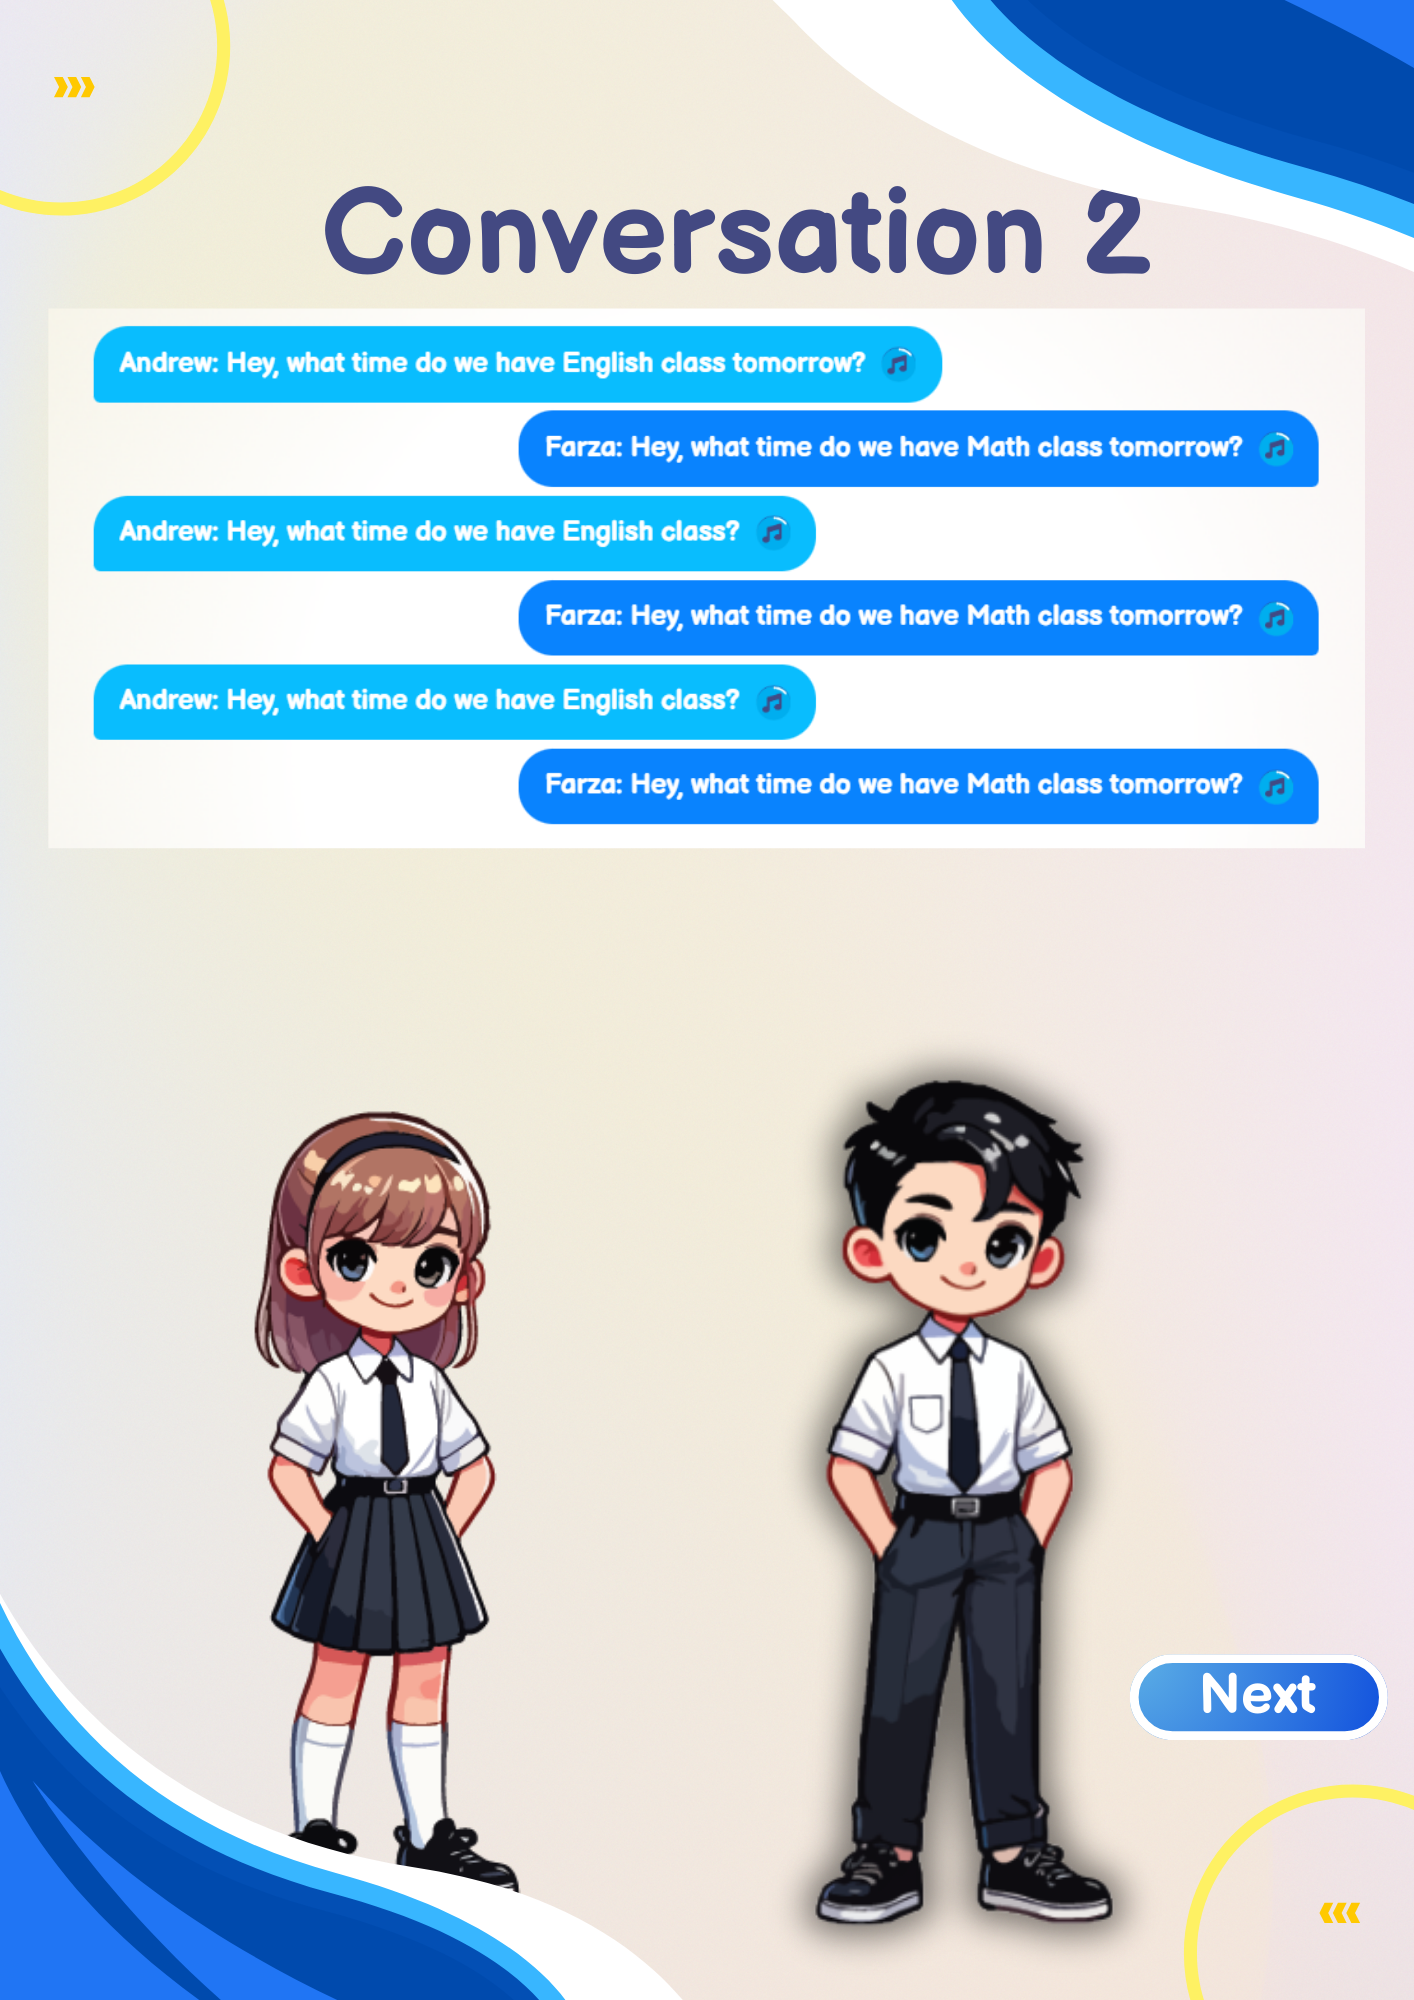 Conversation 2
Andrew: Hey, what time do we have English class tomorrow?
Farza: Hey, what time do we have Math class tomorrow?
Andrew: Hey, what time do we have English class?
Farza: Hey, what time do we have Math class tomorrow?
Andrew: Hey, what time do we have English class?
Farza: Hey, what time do we have Math class tomorrow?
Next